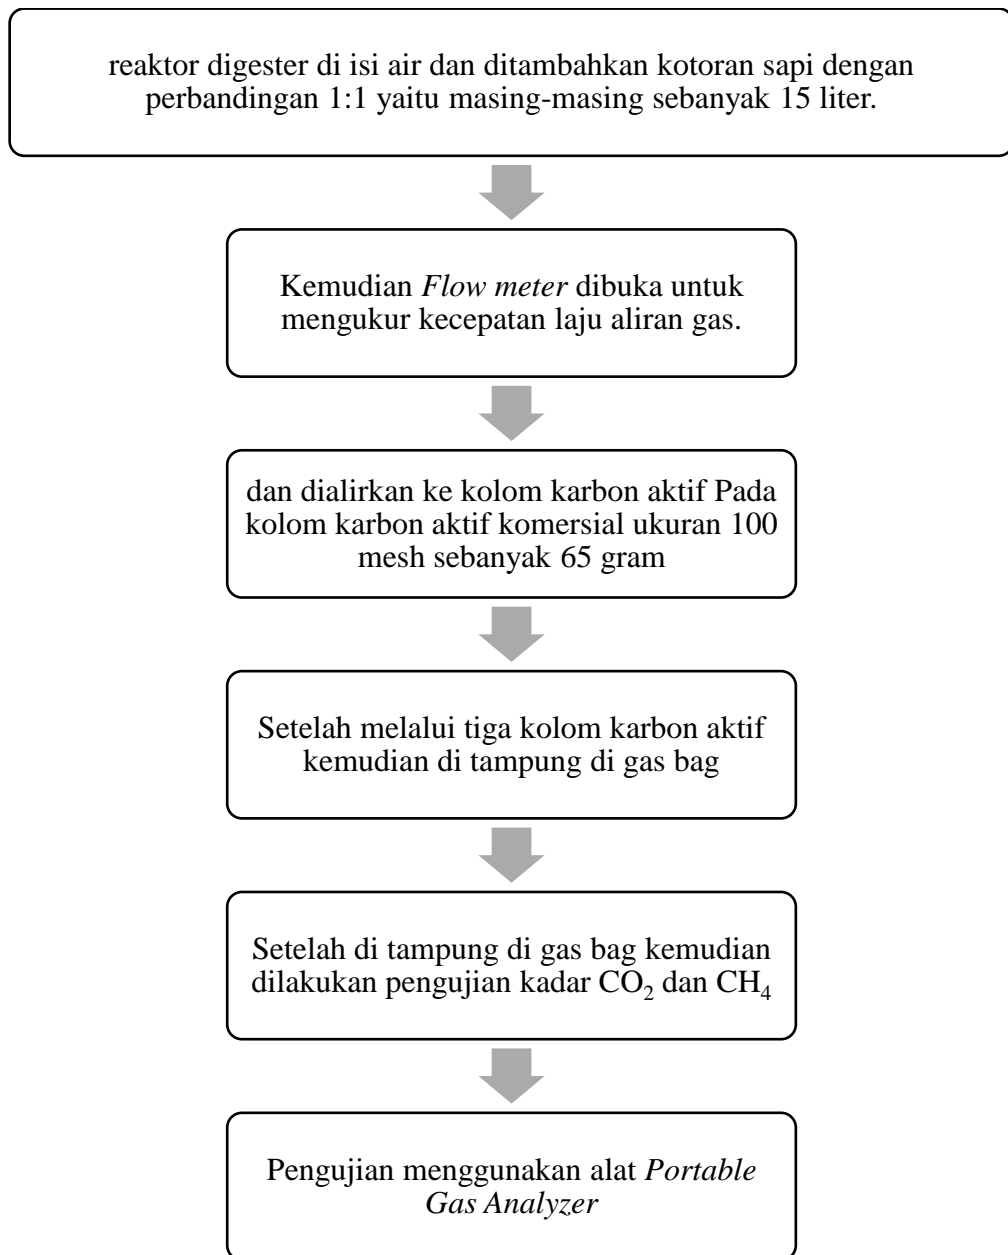 reaktor digester di isi air dan ditambahkan kotoran sapi dengan
perbandingan 1:1 yaitu masing-masing sebanyak 15 liter.
Kemudian Flow meter dibuka untuk
mengukur kecepatan laju aliran gas.
dan dialirkan ke kolom karbon aktif Pada
kolom karbon aktif komersial ukuran 100
mesh sebanyak 65 gram
Setelah melalui tiga kolom karbon aktif
kemudian di tampung di gas bag
Setelah di tampung di gas bag kemudian
dilakukan pengujian kadar CO₂ dan CH₄
Pengujian menggunakan alat Portable
Gas Analyzer